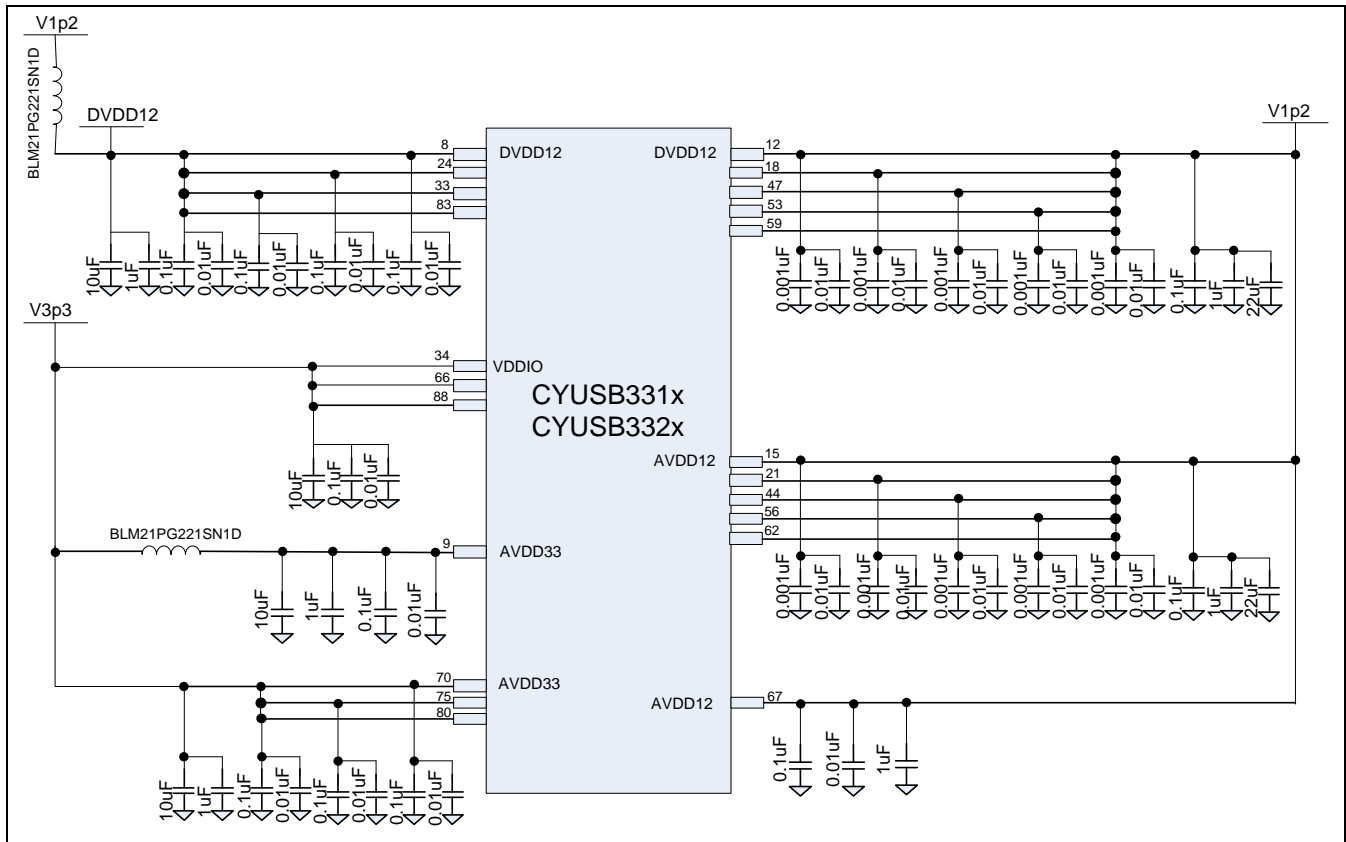 V1p2
BLM21PG221SN1D
DVDD12
8
24
33
83
DVDD12
10uF
1uF
0.1uF
0.01uF
0.1uF
0.01uF
0.1uF
0.01uF
0.1uF
0.01uF
V3p3
34
66
88
VDDIO
10uF
0.1uF
0.01uF
BLM21PG221SN1D
9
AVDD33
10uF
1uF
0.1uF
0.01uF
70
75
80
AVDD33
10uF
1uF
0.1uF
0.01uF
0.1uF
0.01uF
0.1uF
0.01uF
CYUSB331x
CYUSB332x
V1p2
DVDD12
12
18
47
53
59
0.001uF
0.01uF
0.001uF
0.01uF
0.001uF
0.01uF
0.001uF
0.01uF
0.001uF
0.01uF
0.1uF
1uF
22uF
AVDD12
15
21
44
56
62
0.001uF
0.01uF
0.001uF
0.01uF
0.001uF
0.01uF
0.001uF
0.01uF
0.001uF
0.01uF
0.1uF
1uF
22uF
AVDD12
67
0.1uF
0.01uF
1uF